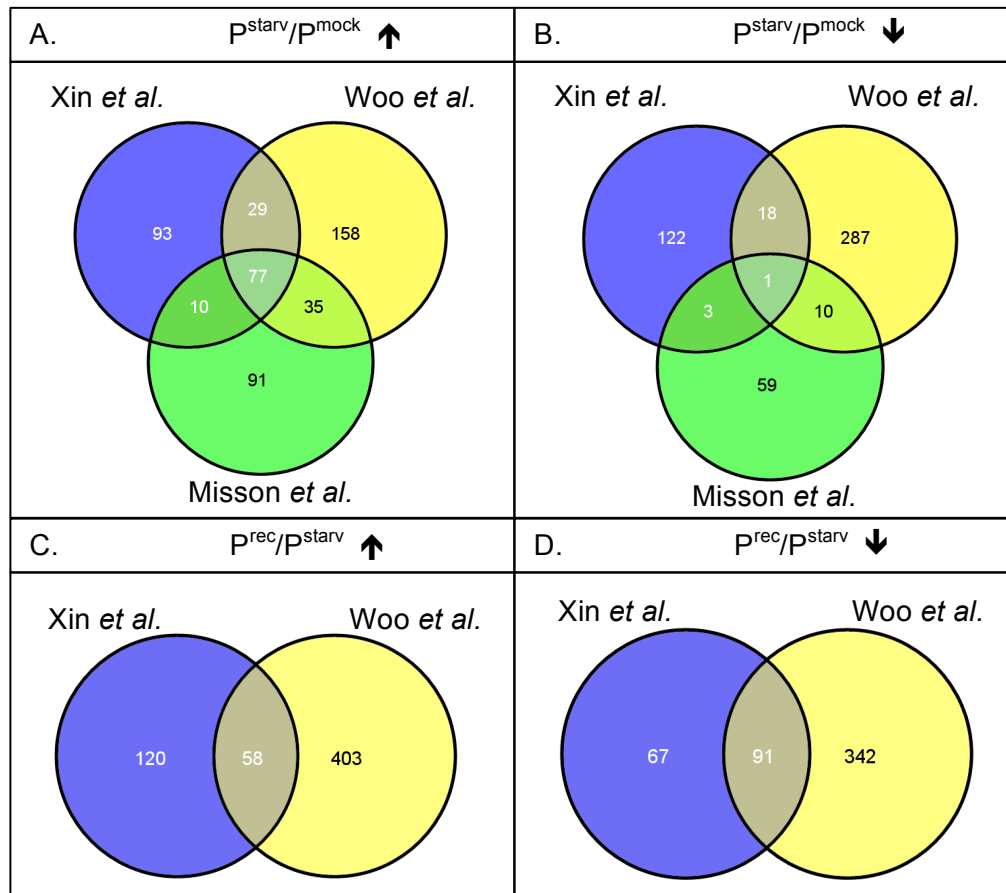 A. P^starv/P^mock ↑
B. P^starv/P^mock ↓
Xin et al. Woo et al.
93 29 158
77
10 35
91
Misson et al.
Xin et al. Woo et al.
122 18 287
1
3 10
59
Misson et al.
C. P^rec/P^starv ↑
D. P^rec/P^starv ↓
Xin et al. Woo et al.
120 58 403
Xin et al. Woo et al.
67 91 342